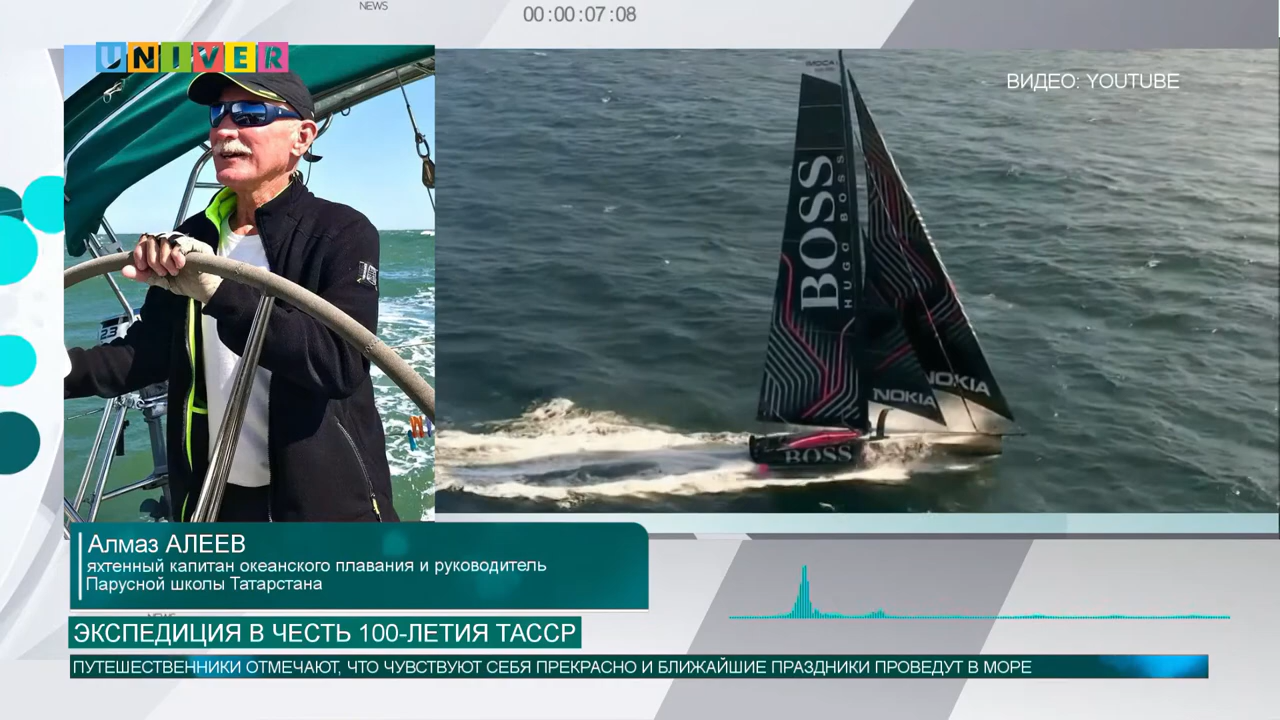 NEWS
00:00:07:08
UNIVER
ВИДЕО: YOUTUBE
IMOCA
BOSS
HUGO BOSS
NOKIA
NOKIA
BOSS
Алмаз АЛЕЕВ
яхтенный капитан океанского плавания и руководитель
Парусной школы Татарстана
ЭКСПЕДИЦИЯ В ЧЕСТЬ 100-ЛЕТИЯ ТАССР
ПУТЕШЕСТВЕННИКИ ОТМЕЧАЮТ, ЧТО ЧУВСТВУЮТ СЕБЯ ПРЕКРАСНО И БЛИЖАЙШИЕ ПРАЗДНИКИ ПРОВЕДУТ В МОРЕ